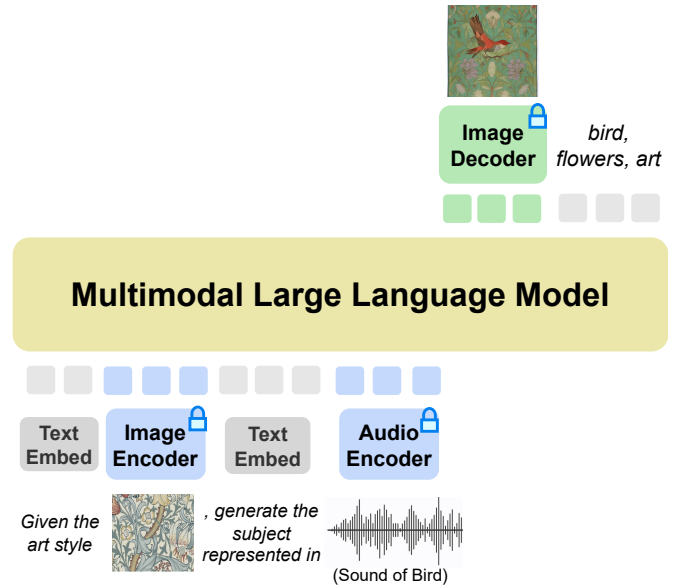 Image
Decoder
bird,
flowers, art
Multimodal Large Language Model
Text
Embed
Image
Encoder
Text
Embed
Audio
Encoder
Given the
art style
, generate the
subject
represented in
(Sound of Bird)